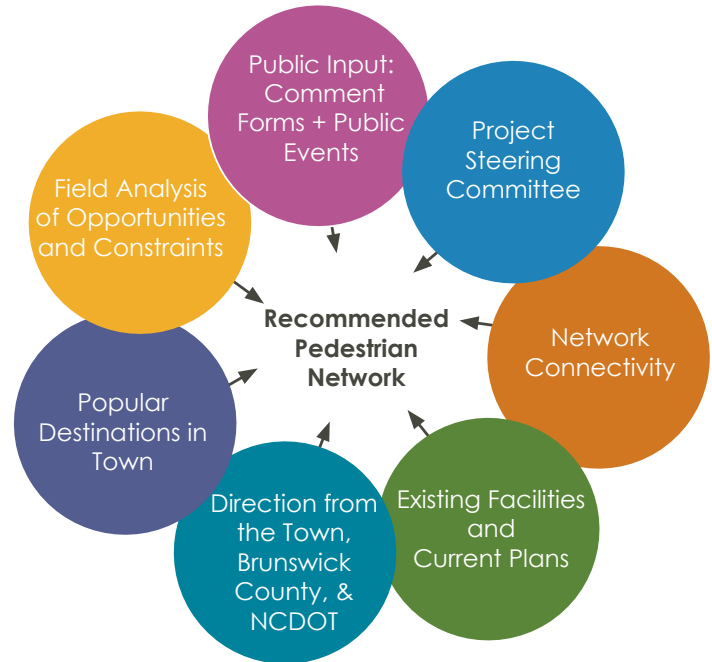 Public Input:
Comment
Forms + Public
Events
Project
Steering
Committee
Network
Connectivity
Existing Facilities
and
Current Plans
Direction from
the Town,
Brunswick
County, &
NCDOT
Popular
Destinations in
Town
Field Analysis
of Opportunities
and Constraints
Recommended
Pedestrian
Network